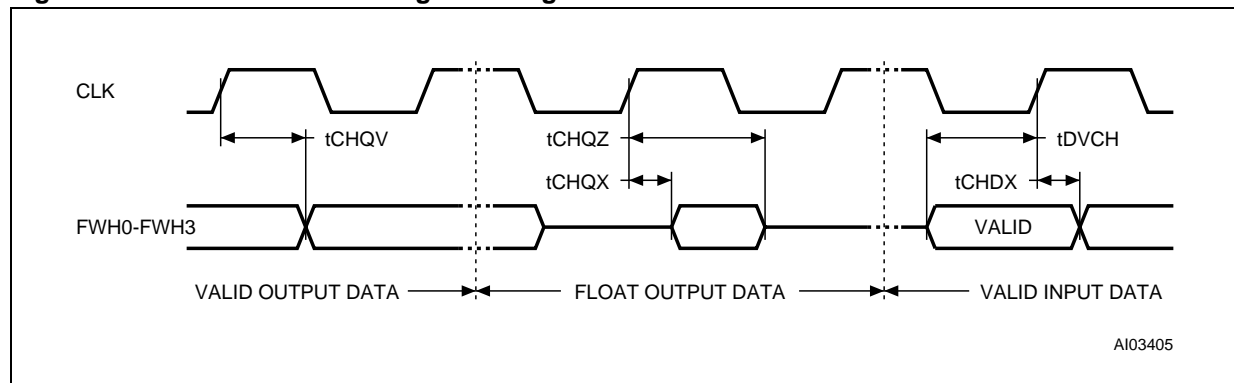 CLK
tCHQV
tCHQZ
tDVCH
tCHQX
tCHDX
FWH0-FWH3
VALID
VALID OUTPUT DATA
FLOAT OUTPUT DATA
VALID INPUT DATA
AI03405